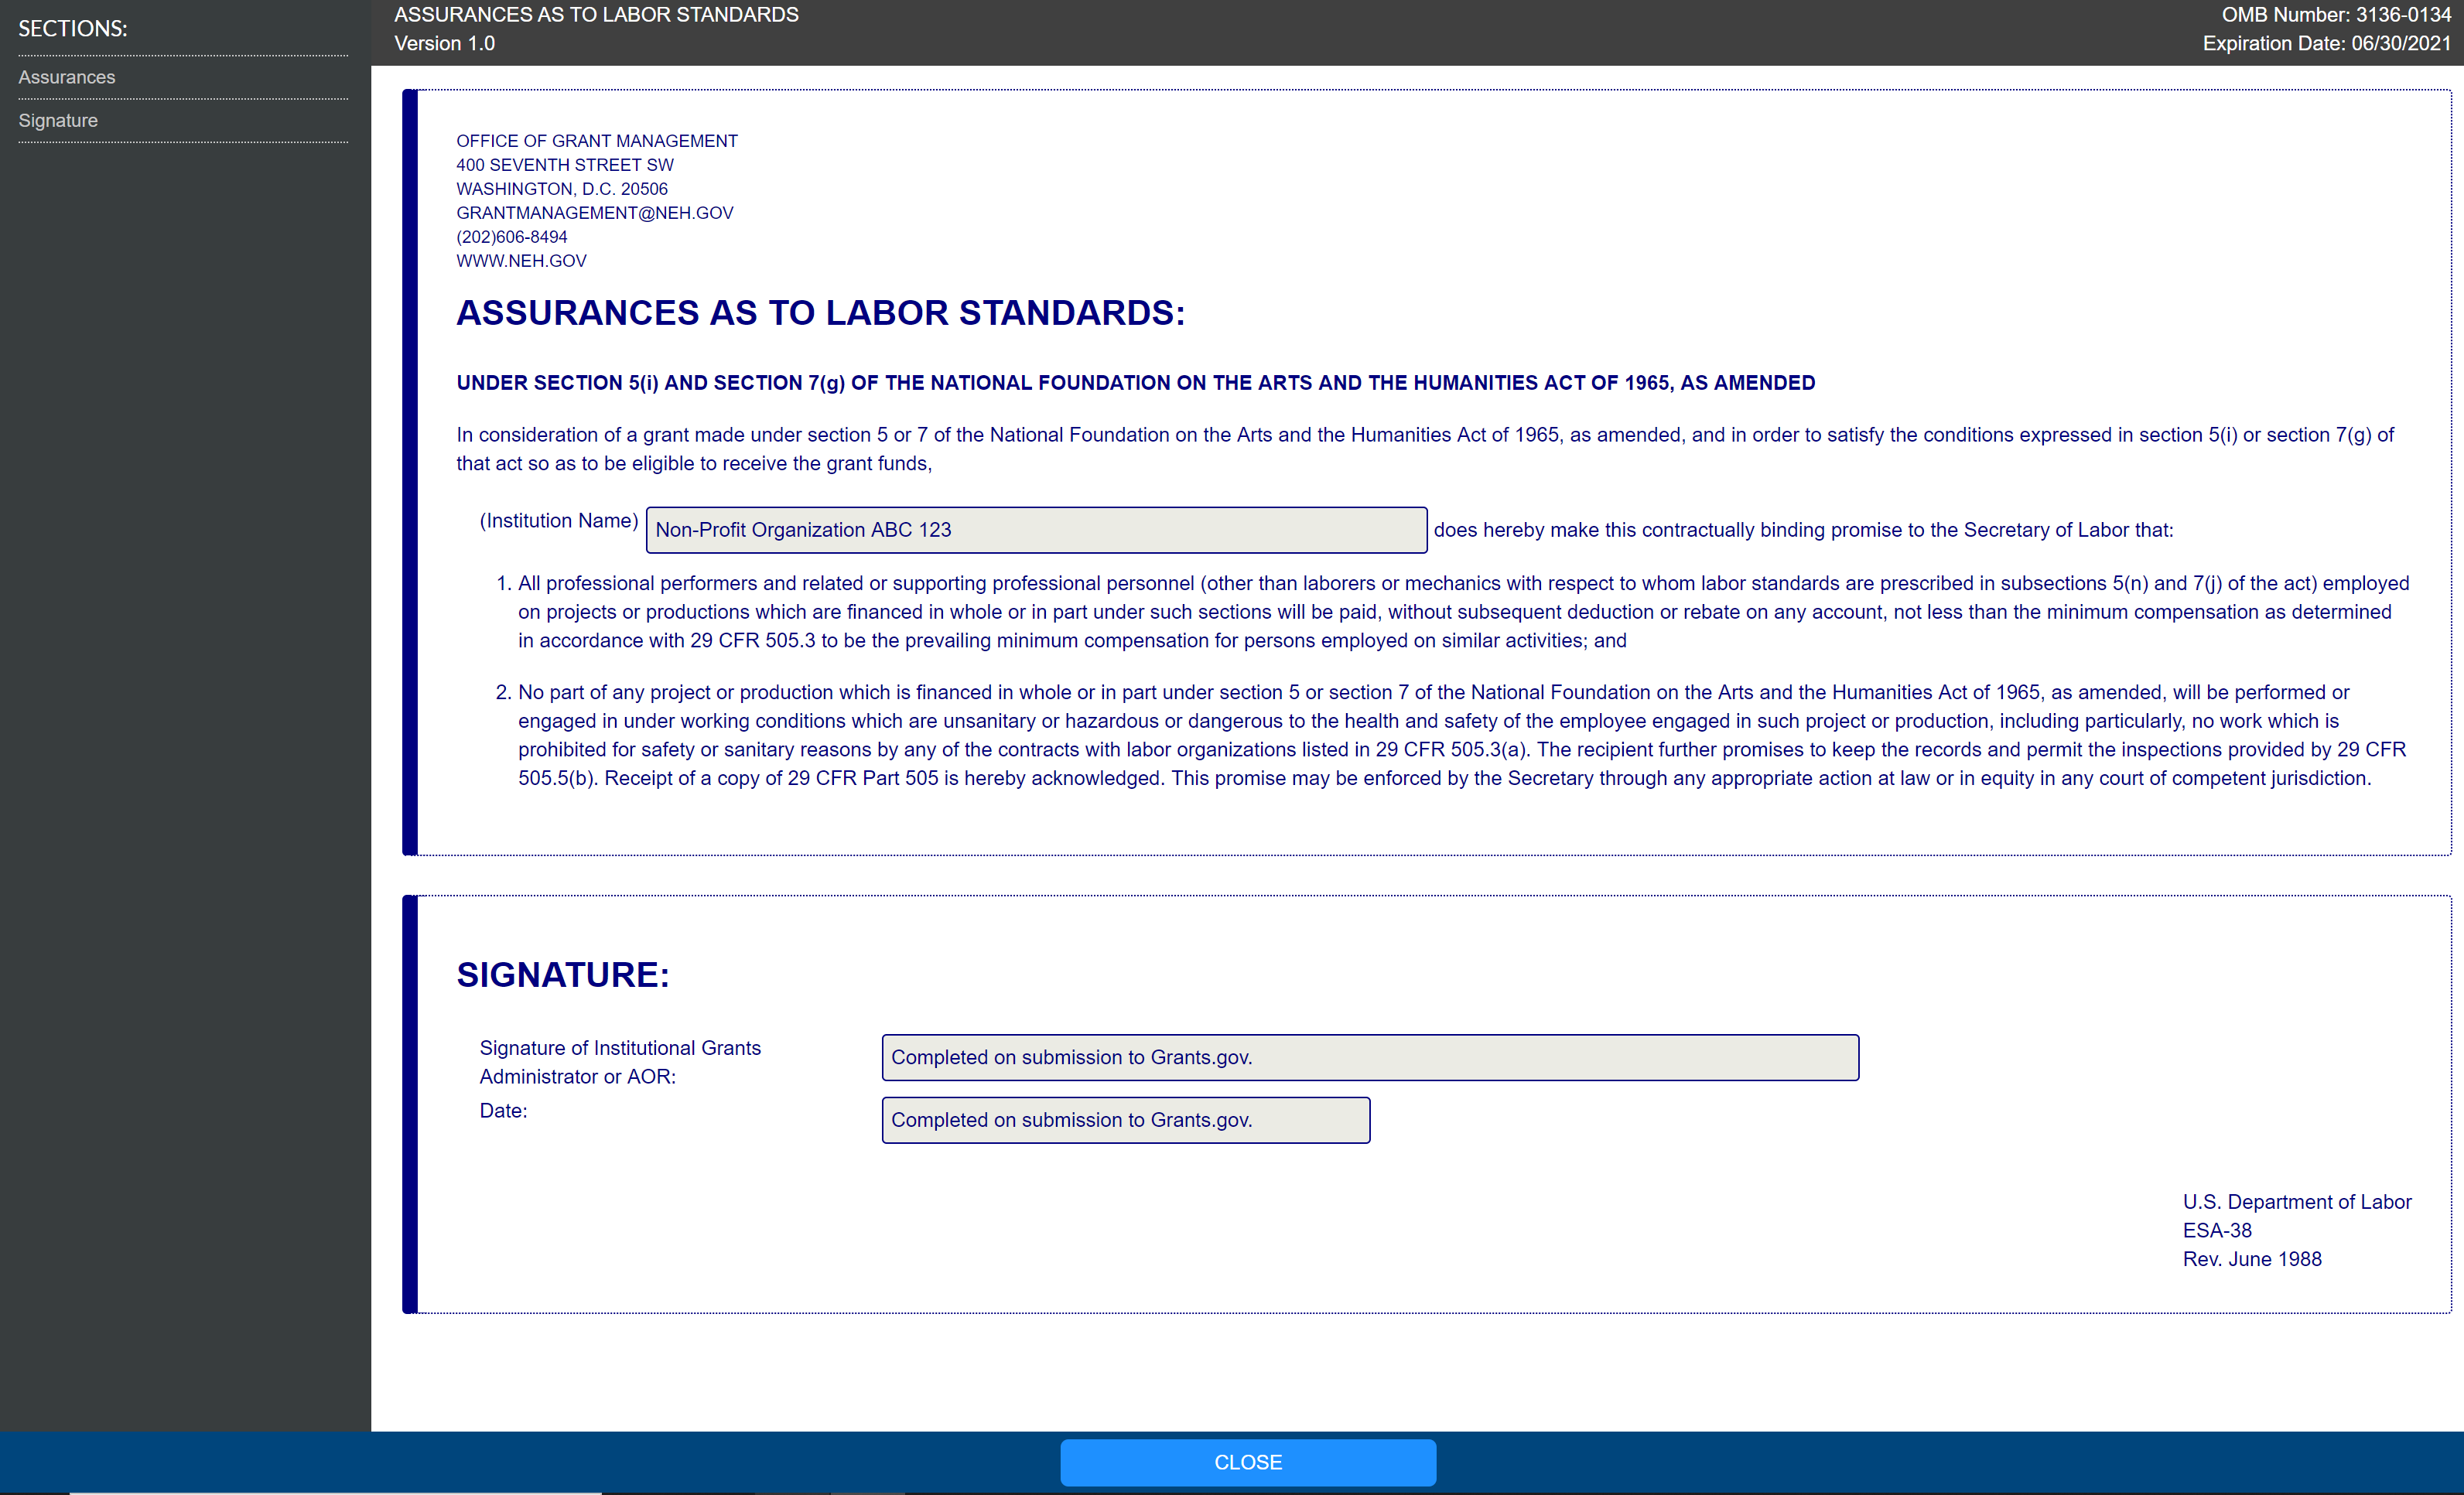 SECTIONS:
Assurances
Signature
ASSURANCES AS TO LABOR STANDARDS
Version 1.0
OMB Number: 3136-0134
Expiration Date: 06/30/2021
OFFICE OF GRANT MANAGEMENT
400 SEVENTH STREET SW
WASHINGTON, D.C. 20506
GRANTMANAGEMENT@NEH.GOV
(202)606-8494
WWW.NEH.GOV
ASSURANCES AS TO LABOR STANDARDS:
UNDER SECTION 5(i) AND SECTION 7(g) OF THE NATIONAL FOUNDATION ON THE ARTS AND THE HUMANITIES ACT OF 1965, AS AMENDED
In consideration of a grant made under section 5 or 7 of the National Foundation on the Arts and the Humanities Act of 1965, as amended, and in order to satisfy the conditions expressed in section 5(i) or section 7(g) of
that act so as to be eligible to receive the grant funds,
(Institution Name) Non-Profit Organization ABC 123 does hereby make this contractually binding promise to the Secretary of Labor that:
1. All professional performers and related or supporting professional personnel (other than laborers or mechanics with respect to whom labor standards are prescribed in subsections 5(n) and 7(j) of the act) employed
on projects or productions which are financed in whole or in part under such sections will be paid, without subsequent deduction or rebate on any account, not less than the minimum compensation as determined
in accordance with 29 CFR 505.3 to be the prevailing minimum compensation for persons employed on similar activities; and
2. No part of any project or production which is financed in whole or in part under section 5 or section 7 of the National Foundation on the Arts and the Humanities Act of 1965, as amended, will be performed or
engaged in under working conditions which are unsanitary or hazardous or dangerous to the health and safety of the employee engaged in such project or production, including particularly, no work which is
prohibited for safety or sanitary reasons by any of the contracts with labor organizations listed in 29 CFR 505.3(a). The recipient further promises to keep the records and permit the inspections provided by 29 CFR
505.5(b). Receipt of a copy of 29 CFR Part 505 is hereby acknowledged. This promise may be enforced by the Secretary through any appropriate action at law or in equity in any court of competent jurisdiction.
SIGNATURE:
Signature of Institutional Grants
Administrator or AOR:
Completed on submission to Grants.gov.
Date:
Completed on submission to Grants.gov.
U.S. Department of Labor
ESA-38
Rev. June 1988
CLOSE